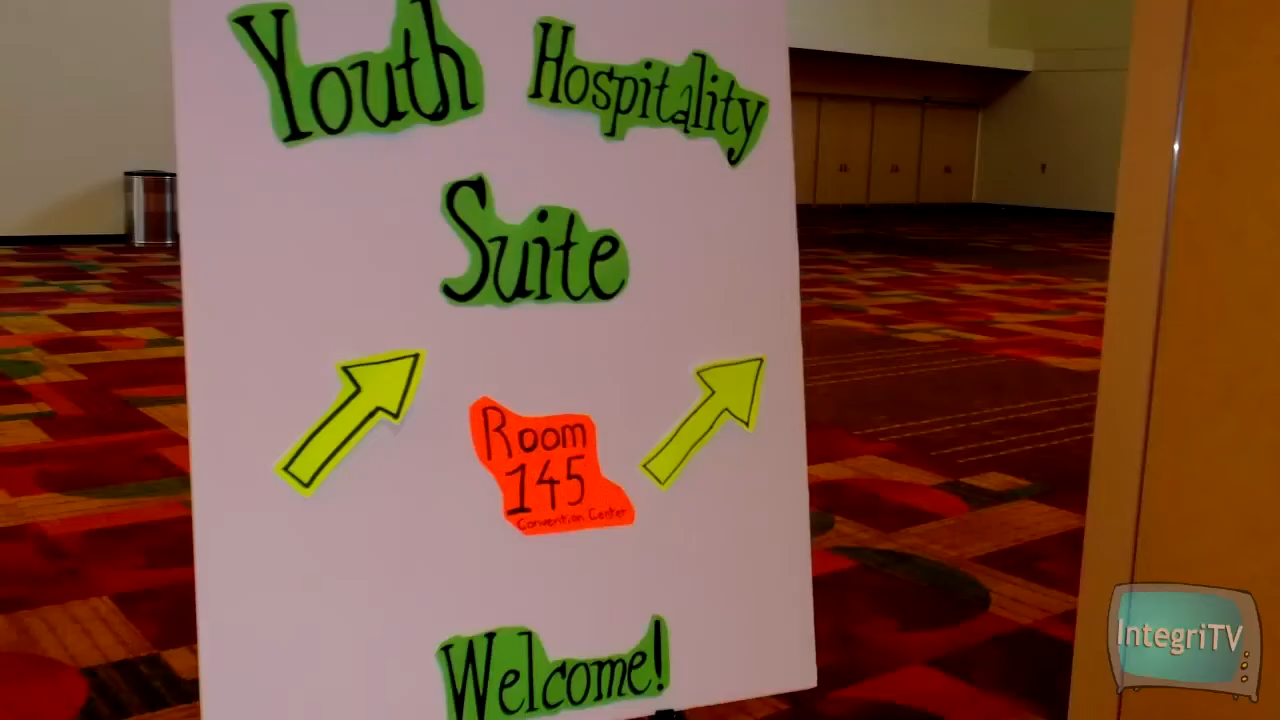 Youth Hospitality
Suite
Room
145
Convention Center
Welcome!
IntegriTV